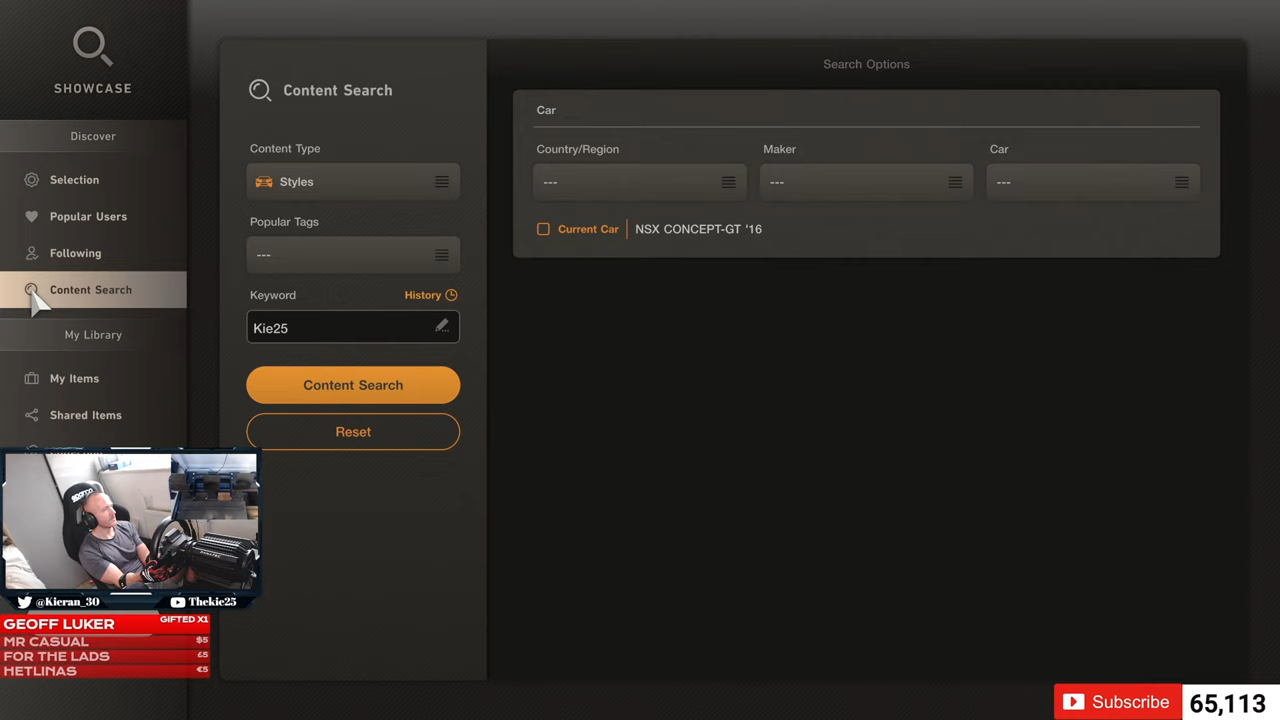 SHOWCASE
Discover
Selection
Popular Users
Following
Content Search
My Library
My Items
Shared Items
Content Search
Content Type
Styles
Popular Tags
---
Keyword
History
Kie25
Content Search
Reset
Search Options
Car
Country/Region
Maker
Car
---
---
---
Current Car
NSX CONCEPT-GT '16
@Kieran_30
Thekie25
GEOFF LUKER GIFTED X1
MR CASUAL $5
FOR THE LADS £5
HETLINAS €5
Subscribe
65,113